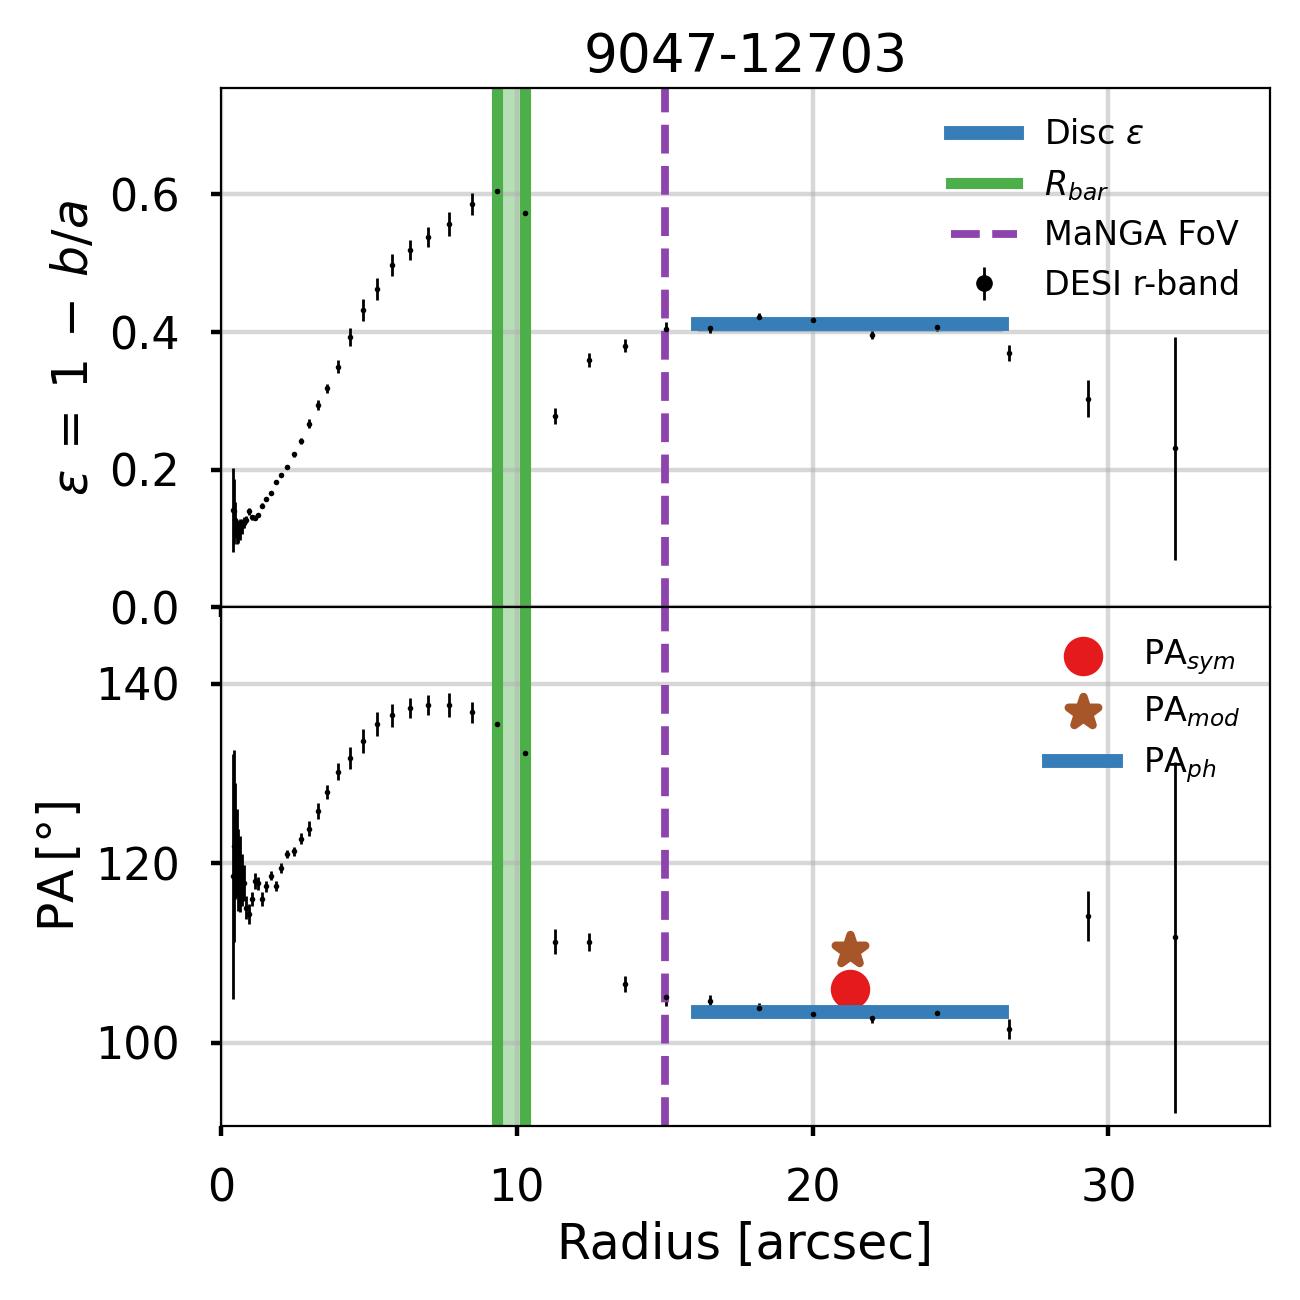 9047-12703
Disc ε
R_bar
MaNGA FoV
DESI r-band
ε = 1 − b/a
0.6
0.4
0.2
0.0
PA_sym
PA_mod
PA_ph
PA [°]
140
120
100
0 10 20 30
Radius [arcsec]